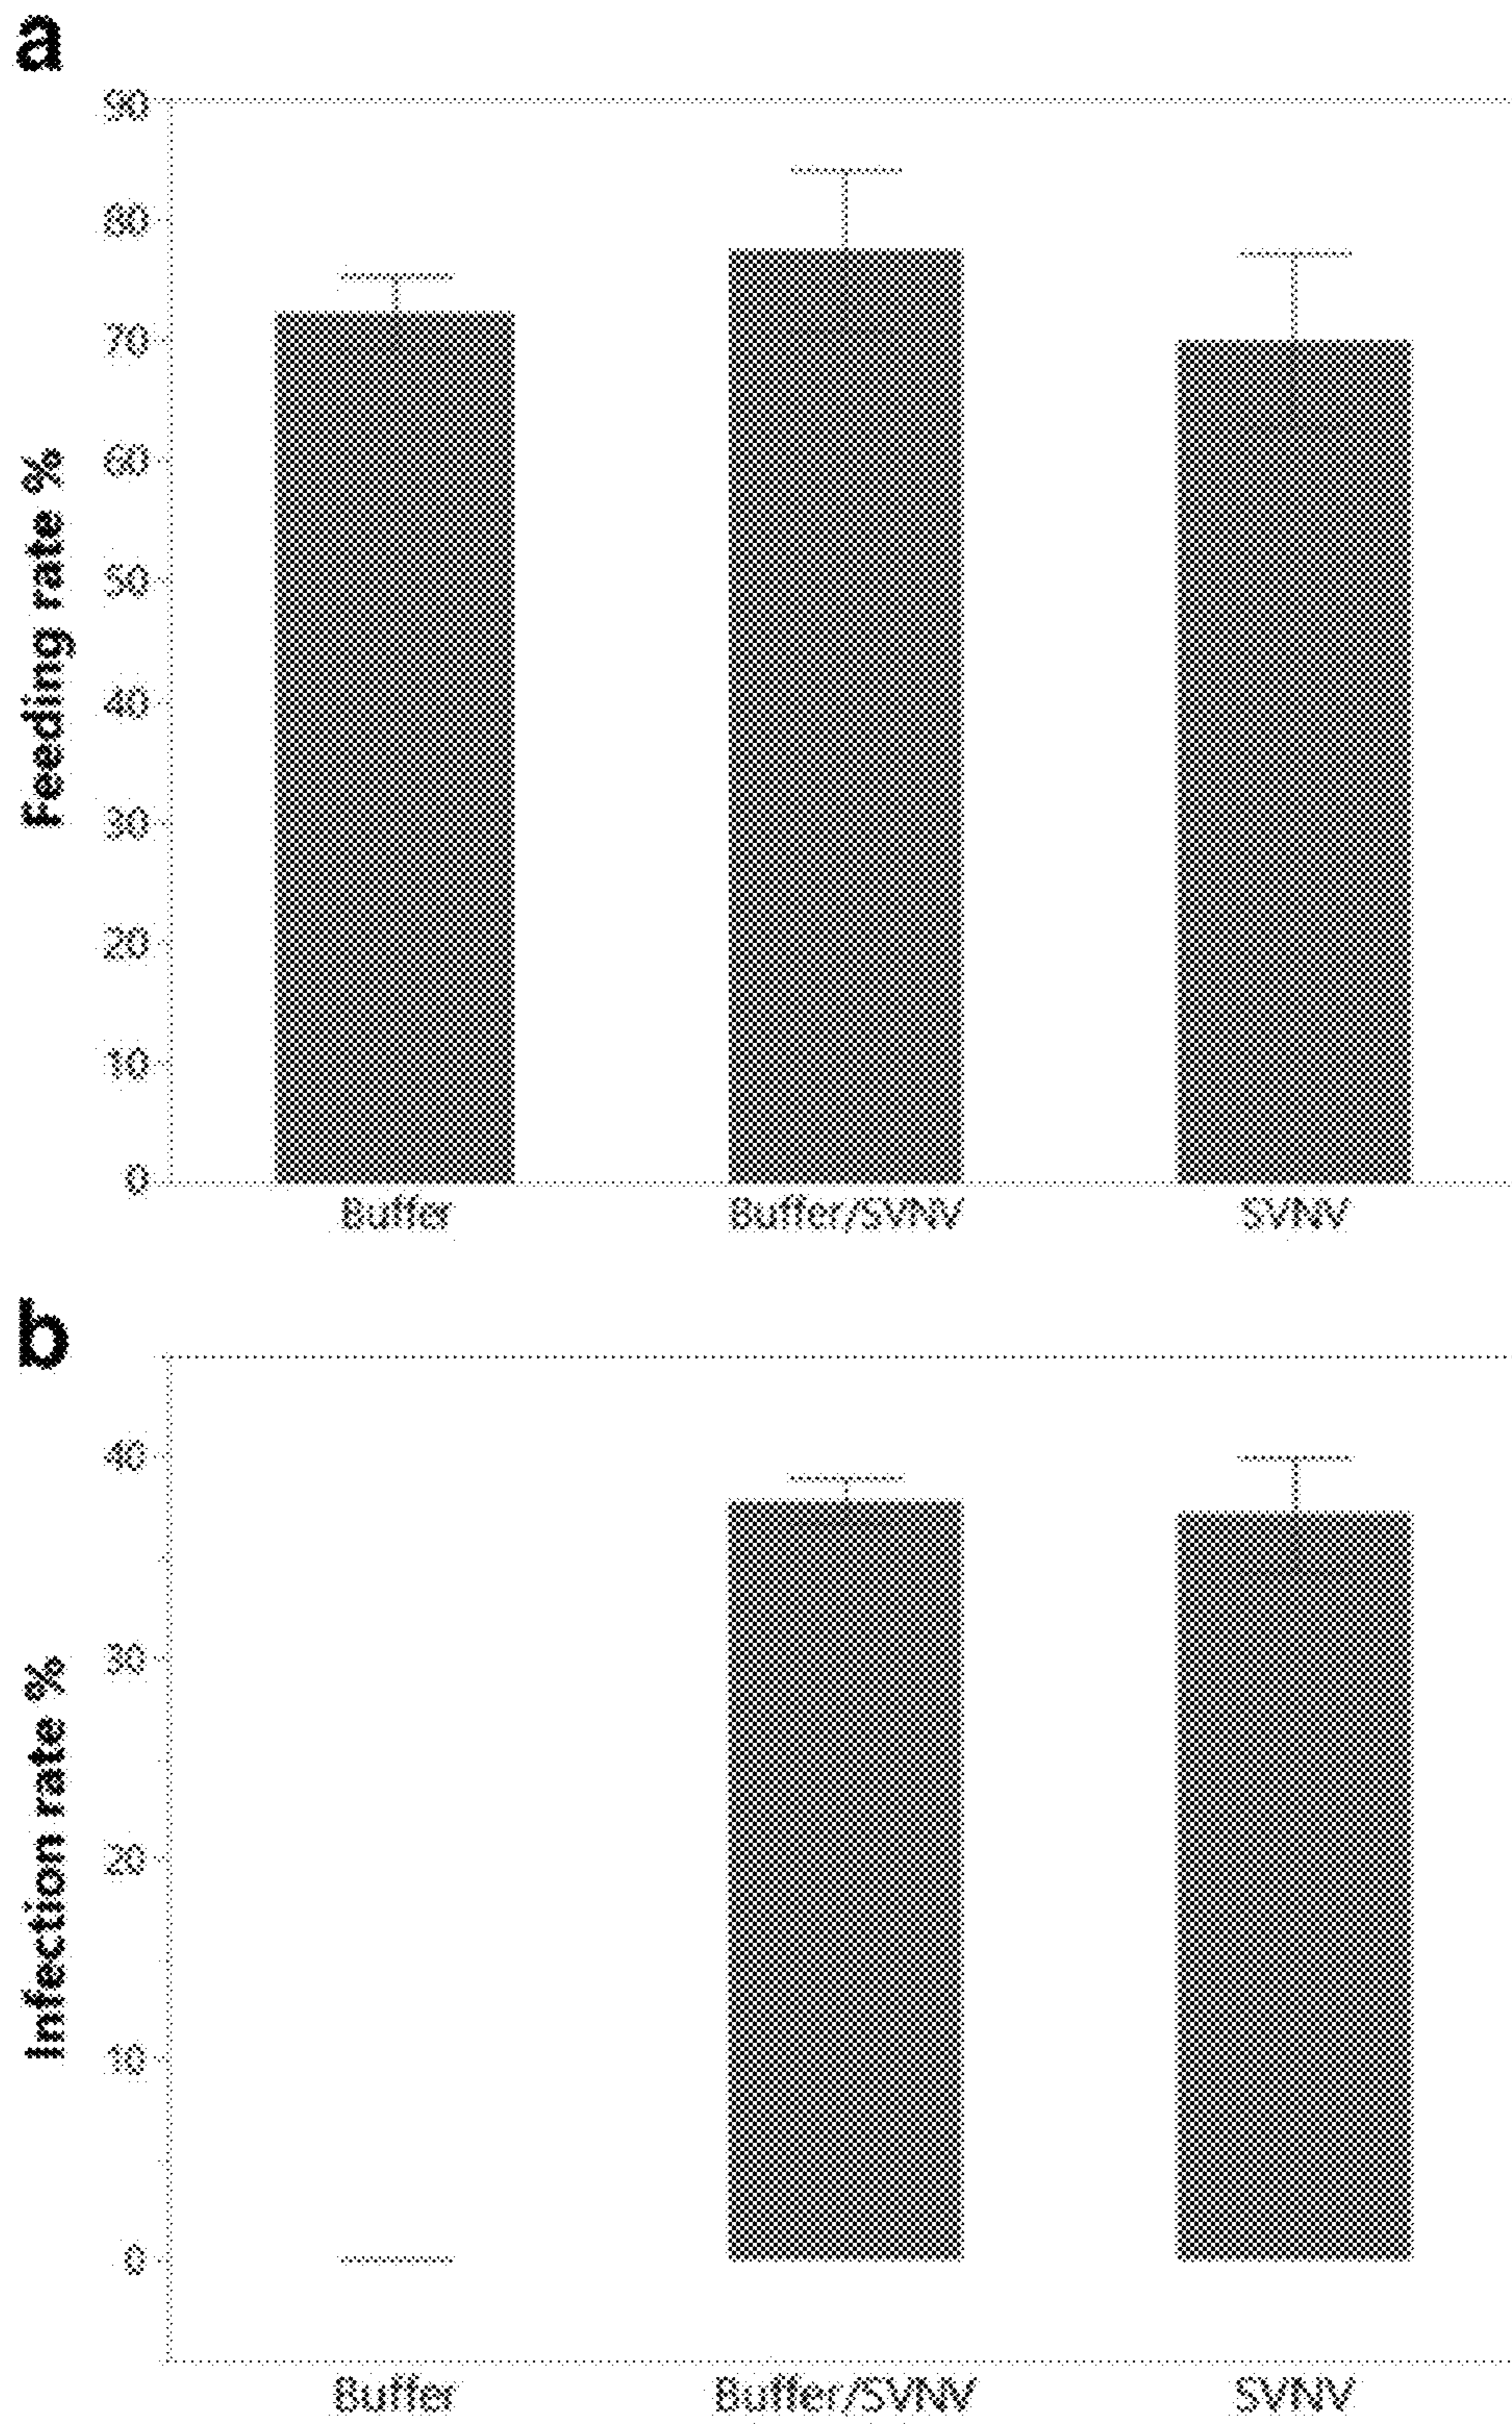 a
Feeding rate %
90
80
70
60
50
40
30
20
10
0
Buffer Buffer/SVNV SVNV
b
Infection rate %
40
30
20
10
0
Buffer Buffer/SVNV SVNV